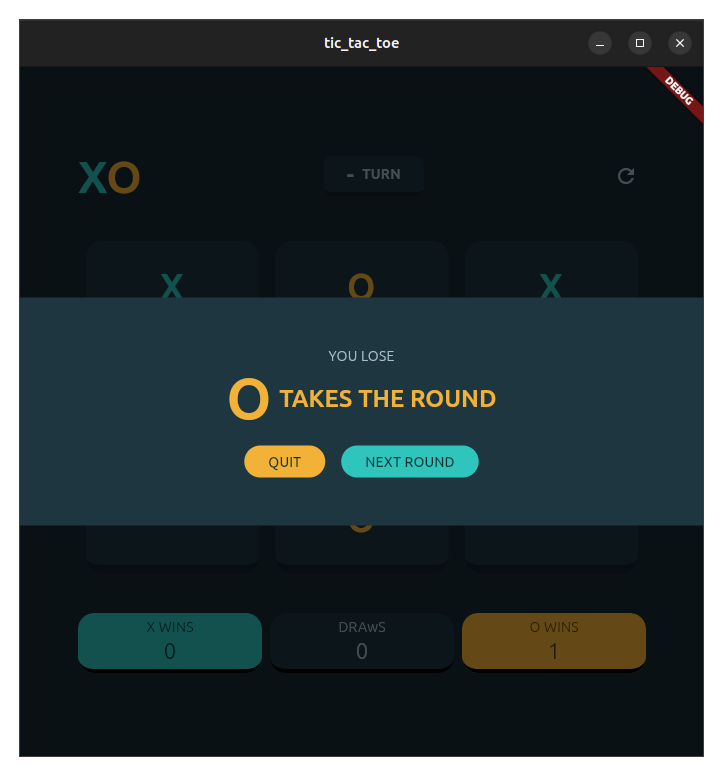 tic_tac_toe
DEBUG
XO
- TURN
X O X
YOU LOSE
O TAKES THE ROUND
QUIT NEXT ROUND
O
X WINS DRAwS O WINS
0 0 1